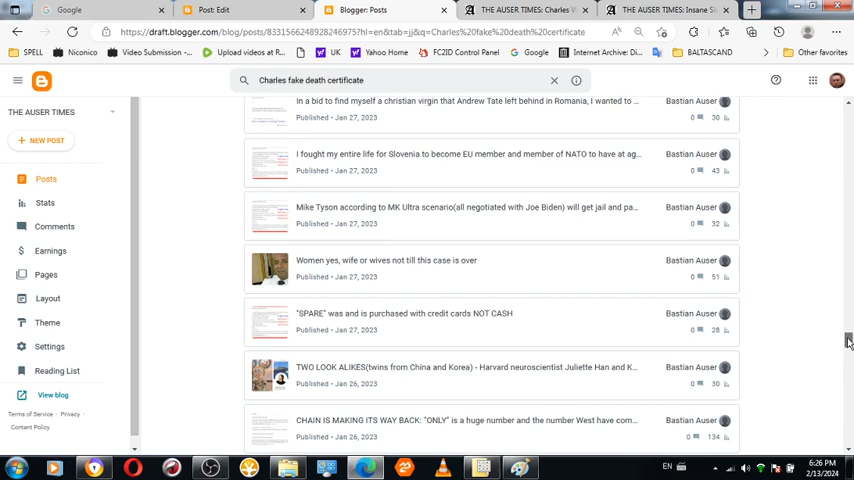 Google
Post: Edit
Blogger: Posts
THE AUSER TIMES: Charles W
THE AUSER TIMES: Insane Sl
https://draft.blogger.com/blog/posts/8331566248928246975?hl=en&tab=jj&q=Charles%20fake%20death%20certificate
SPELL
Niconico
Video Submission -...
Upload videos at R...
UK
Yahoo Home
FC2ID Control Panel
Google
Internet Archive: Di...
BALTASCAND
Other favorites
Charles fake death certificate
THE AUSER TIMES
NEW POST
Posts
Stats
Comments
Earnings
Pages
Layout
Theme
Settings
Reading List
View blog
Terms of Service • Privacy •
Content Policy
In a bid to find myself a christian virgin that Andrew Tate left behind in Romania, I wanted to ...
Bastian Auser
Published • Jan 27, 2023
0 30
I fought my entire life for Slovenia to become EU member and member of NATO to have at ag...
Bastian Auser
Published • Jan 27, 2023
0 43
Mike Tyson according to MK Ultra scenario(all negotiated with Joe Biden) will get jail and pa...
Bastian Auser
Published • Jan 27, 2023
0 32
Women yes, wife or wives not till this case is over
Bastian Auser
Published • Jan 27, 2023
0 51
"SPARE" was and is purchased with credit cards NOT CASH
Bastian Auser
Published • Jan 27, 2023
0 28
TWO LOOK ALIKES(twins from China and Korea) - Harvard neuroscientist Juliette Han and K...
Bastian Auser
Published • Jan 26, 2023
0 30
CHAIN IS MAKING ITS WAY BACK: "ONLY" is a huge number and the number West have com...
Bastian Auser
Published • Jan 26, 2023
0 134
EN
6:26 PM
2/13/2024